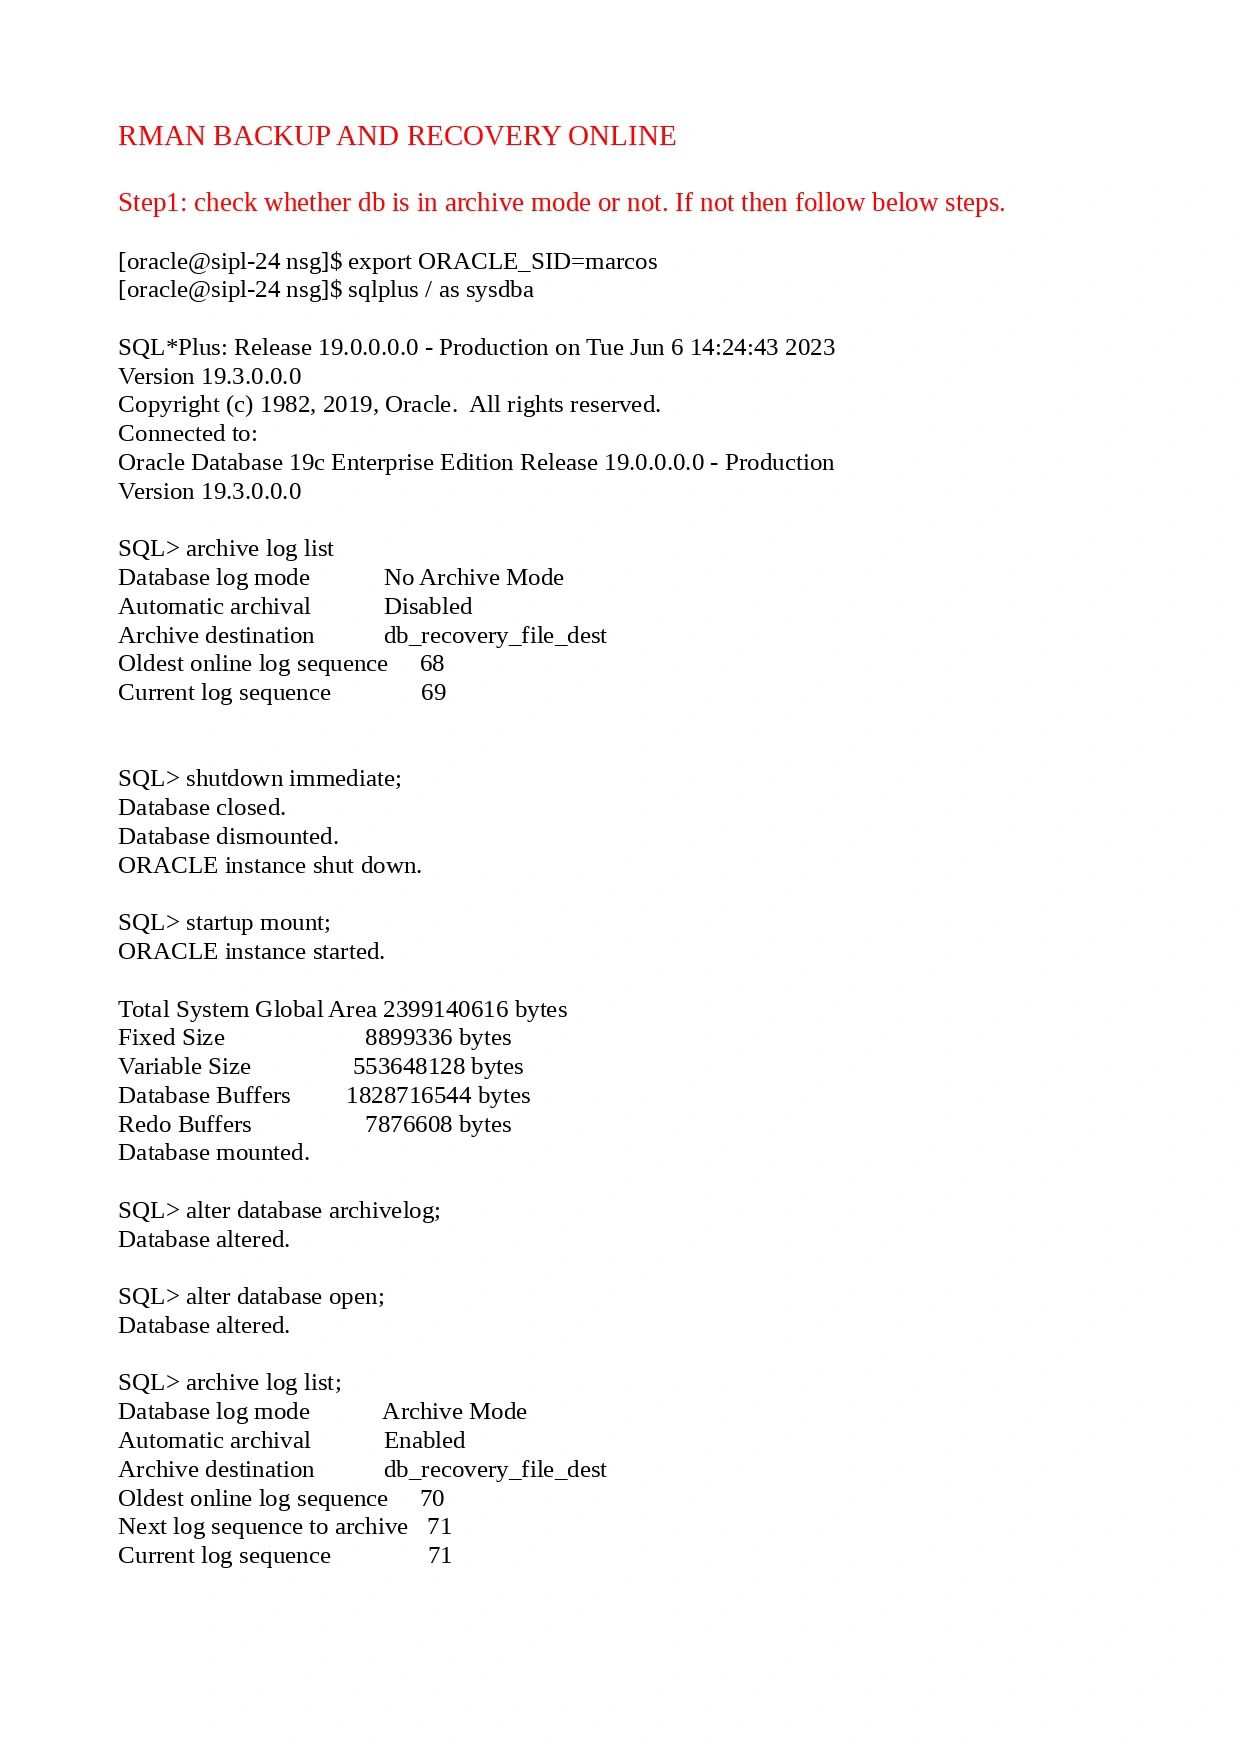 RMAN BACKUP AND RECOVERY ONLINE
Step1: check whether db is in archive mode or not. If not then follow below steps.
[oracle@sipl-24 nsg]$ export ORACLE_SID=marcos
[oracle@sipl-24 nsg]$ sqlplus / as sysdba
SQL*Plus: Release 19.0.0.0.0 - Production on Tue Jun 6 14:24:43 2023
Version 19.3.0.0.0
Copyright (c) 1982, 2019, Oracle.  All rights reserved.
Connected to:
Oracle Database 19c Enterprise Edition Release 19.0.0.0.0 - Production
Version 19.3.0.0.0
SQL> archive log list
Database log mode No Archive Mode
Automatic archival Disabled
Archive destination db_recovery_file_dest
Oldest online log sequence 68
Current log sequence 69
SQL> shutdown immediate;
Database closed.
Database dismounted.
ORACLE instance shut down.
SQL> startup mount;
ORACLE instance started.
Total System Global Area 2399140616 bytes
Fixed Size 8899336 bytes
Variable Size 553648128 bytes
Database Buffers 1828716544 bytes
Redo Buffers 7876608 bytes
Database mounted.
SQL> alter database archivelog;
Database altered.
SQL> alter database open;
Database altered.
SQL> archive log list;
Database log mode Archive Mode
Automatic archival Enabled
Archive destination db_recovery_file_dest
Oldest online log sequence 70
Next log sequence to archive 71
Current log sequence 71